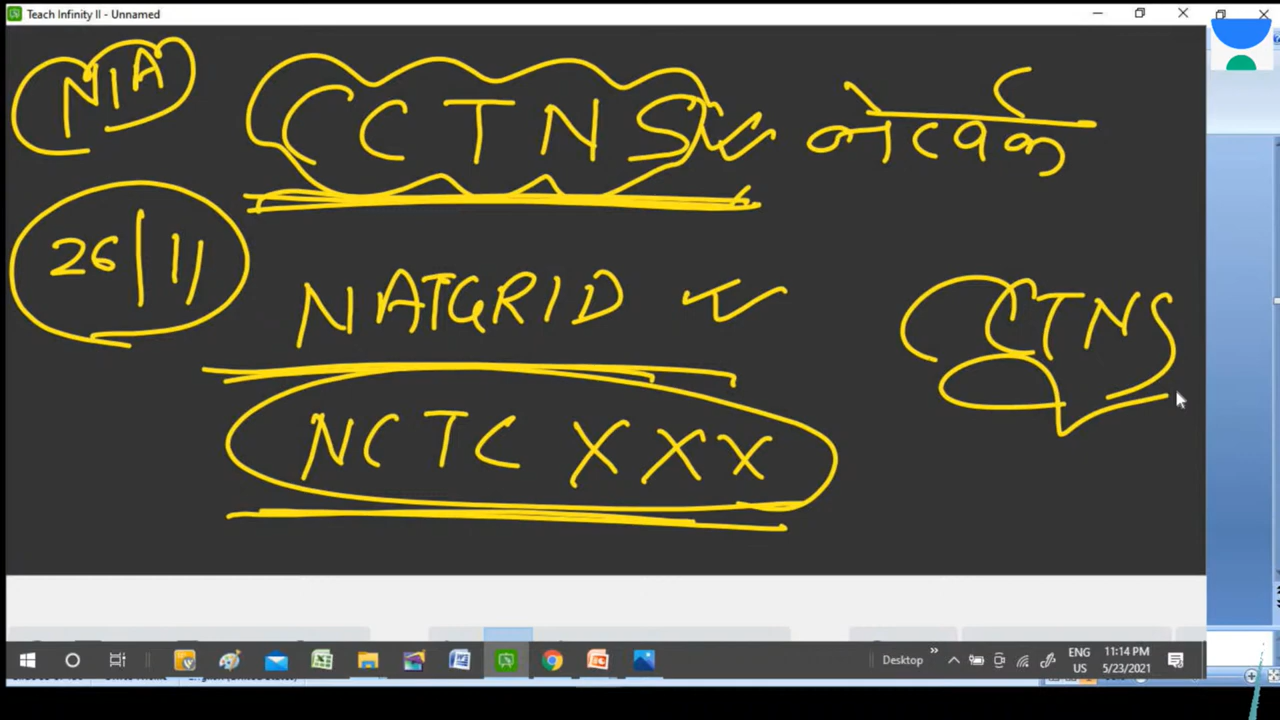 Teach Infinity II - Unnamed
NIA
CCTNS नेटवर्क
26/11
NATGRID
CCTNS
NCTC XXX
Desktop
ENG
US
11:14 PM
5/23/2021